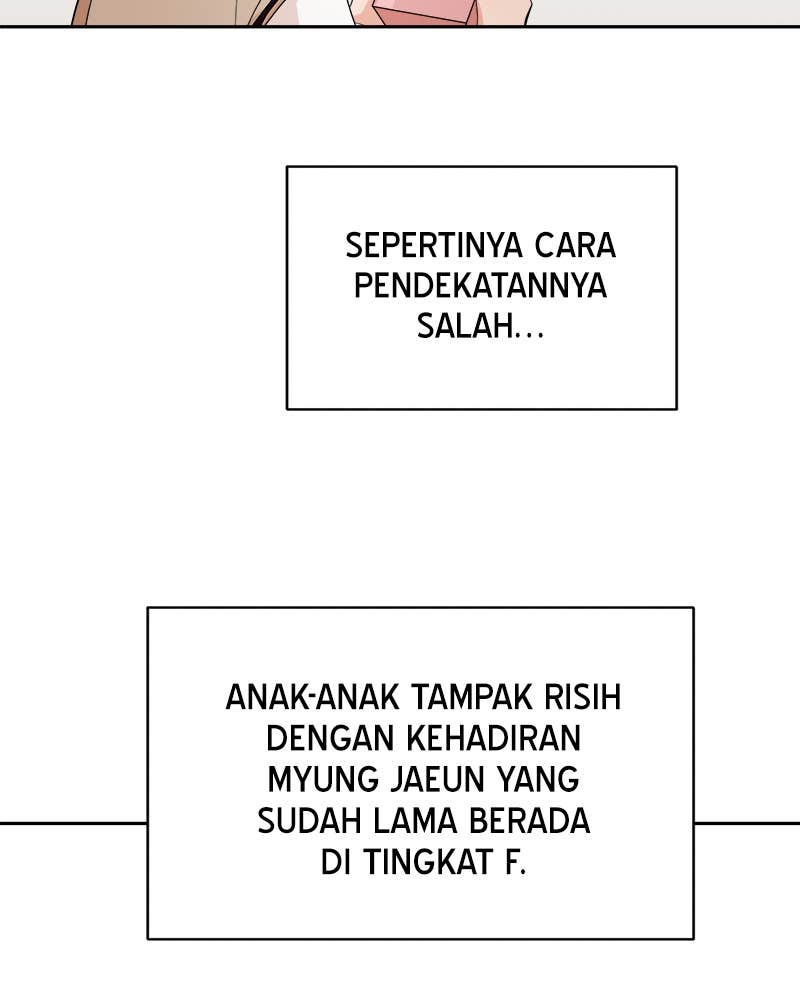 SEPERTINYA CARA
PENDEKATANNYA
SALAH...
ANAK-ANAK TAMPAK RISIH
DENGAN KEHADIRAN
MYUNG JAEUN YANG
SUDAH LAMA BERADA
DI TINGKAT F.